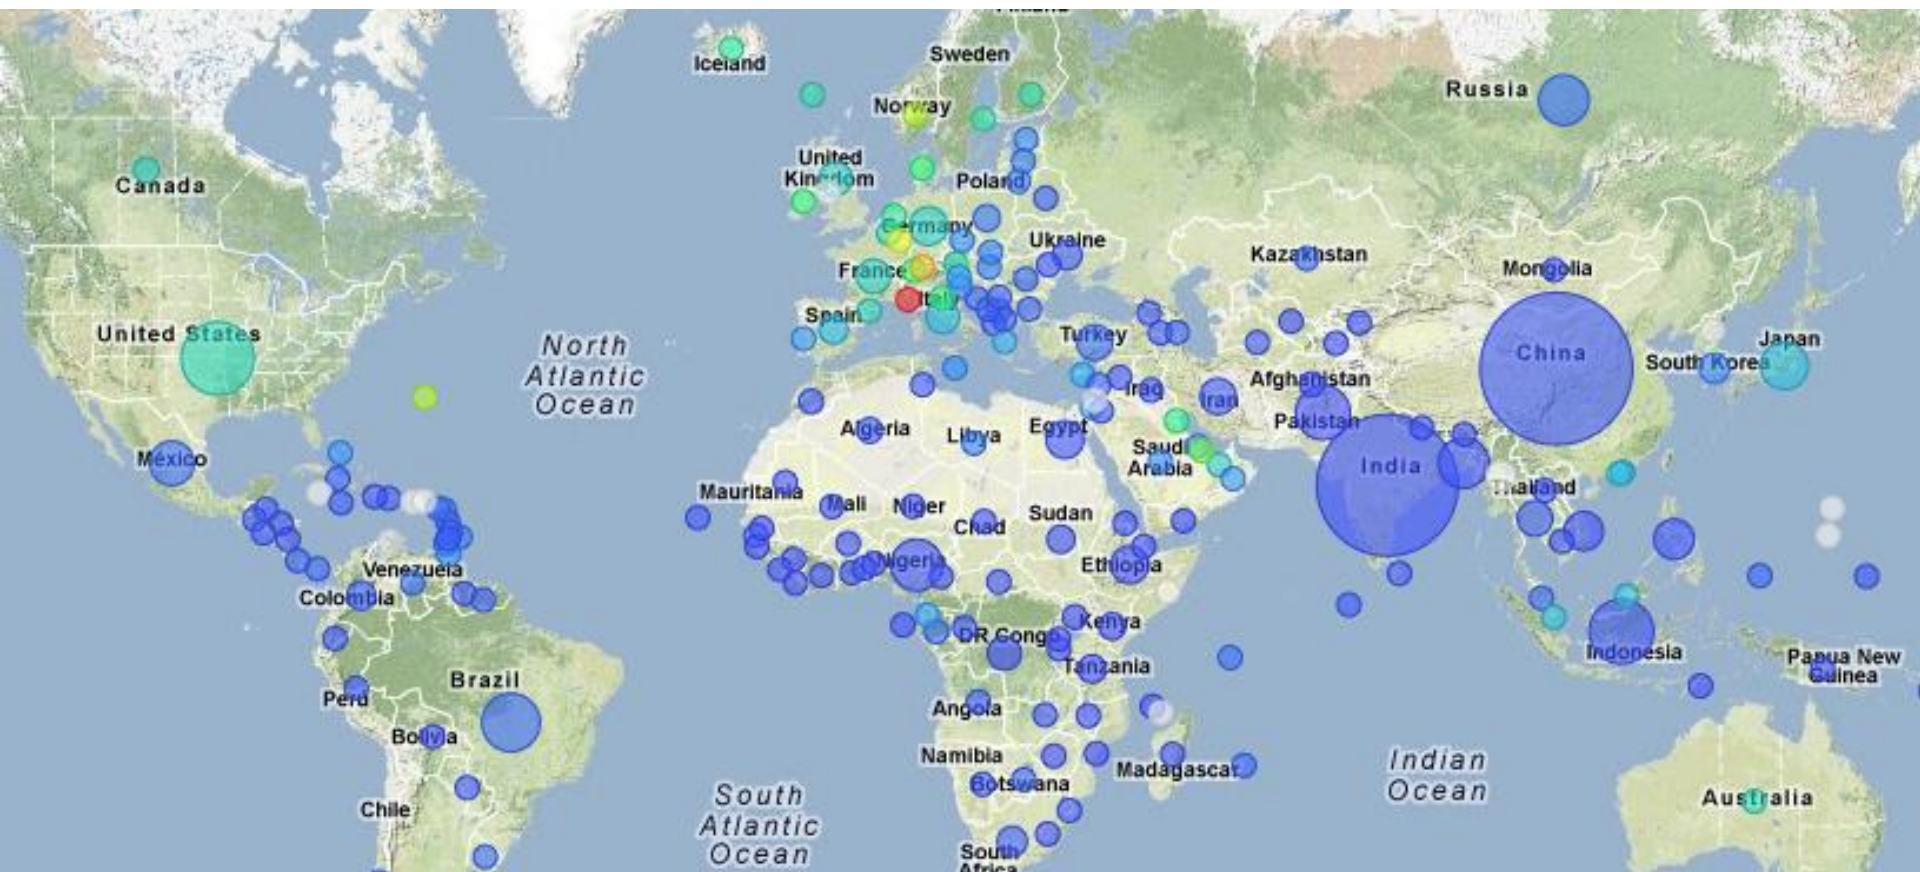 Iceland
Sweden
Norway
Russia
United
Kingdom
Canada
Poland
Germany
Ukraine
Kazakhstan
Mongolia
France
Italy
Spain
United States
North
Atlantic
Ocean
Turkey
China
Japan
South Korea
Afghanistan
Iraq
Iran
Pakistan
Algeria
Libya
Egypt
Saudi
Arabia
India
Mexico
Mauritania
Mali
Niger
Chad
Sudan
Thailand
Nigeria
Ethiopia
Venezuela
Colombia
DR Congo
Kenya
Indonesia
Papua New
Guinea
Tanzania
Brazil
Peru
Angola
Bolivia
Namibia
Botswana
Madagascar
Indian
Ocean
South
Atlantic
Ocean
Chile
Australia
South
Africa